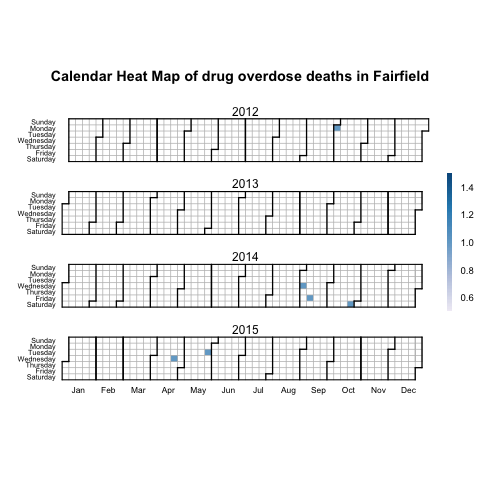 Calendar Heat Map of drug overdose deaths in Fairfield
2012
Sunday
Monday
Tuesday
Wednesday
Thursday
Friday
Saturday
2013
Sunday
Monday
Tuesday
Wednesday
Thursday
Friday
Saturday
2014
Sunday
Monday
Tuesday
Wednesday
Thursday
Friday
Saturday
2015
Sunday
Monday
Tuesday
Wednesday
Thursday
Friday
Saturday
Jan Feb Mar Apr May Jun Jul Aug Sep Oct Nov Dec
1.4
1.2
1.0
0.8
0.6